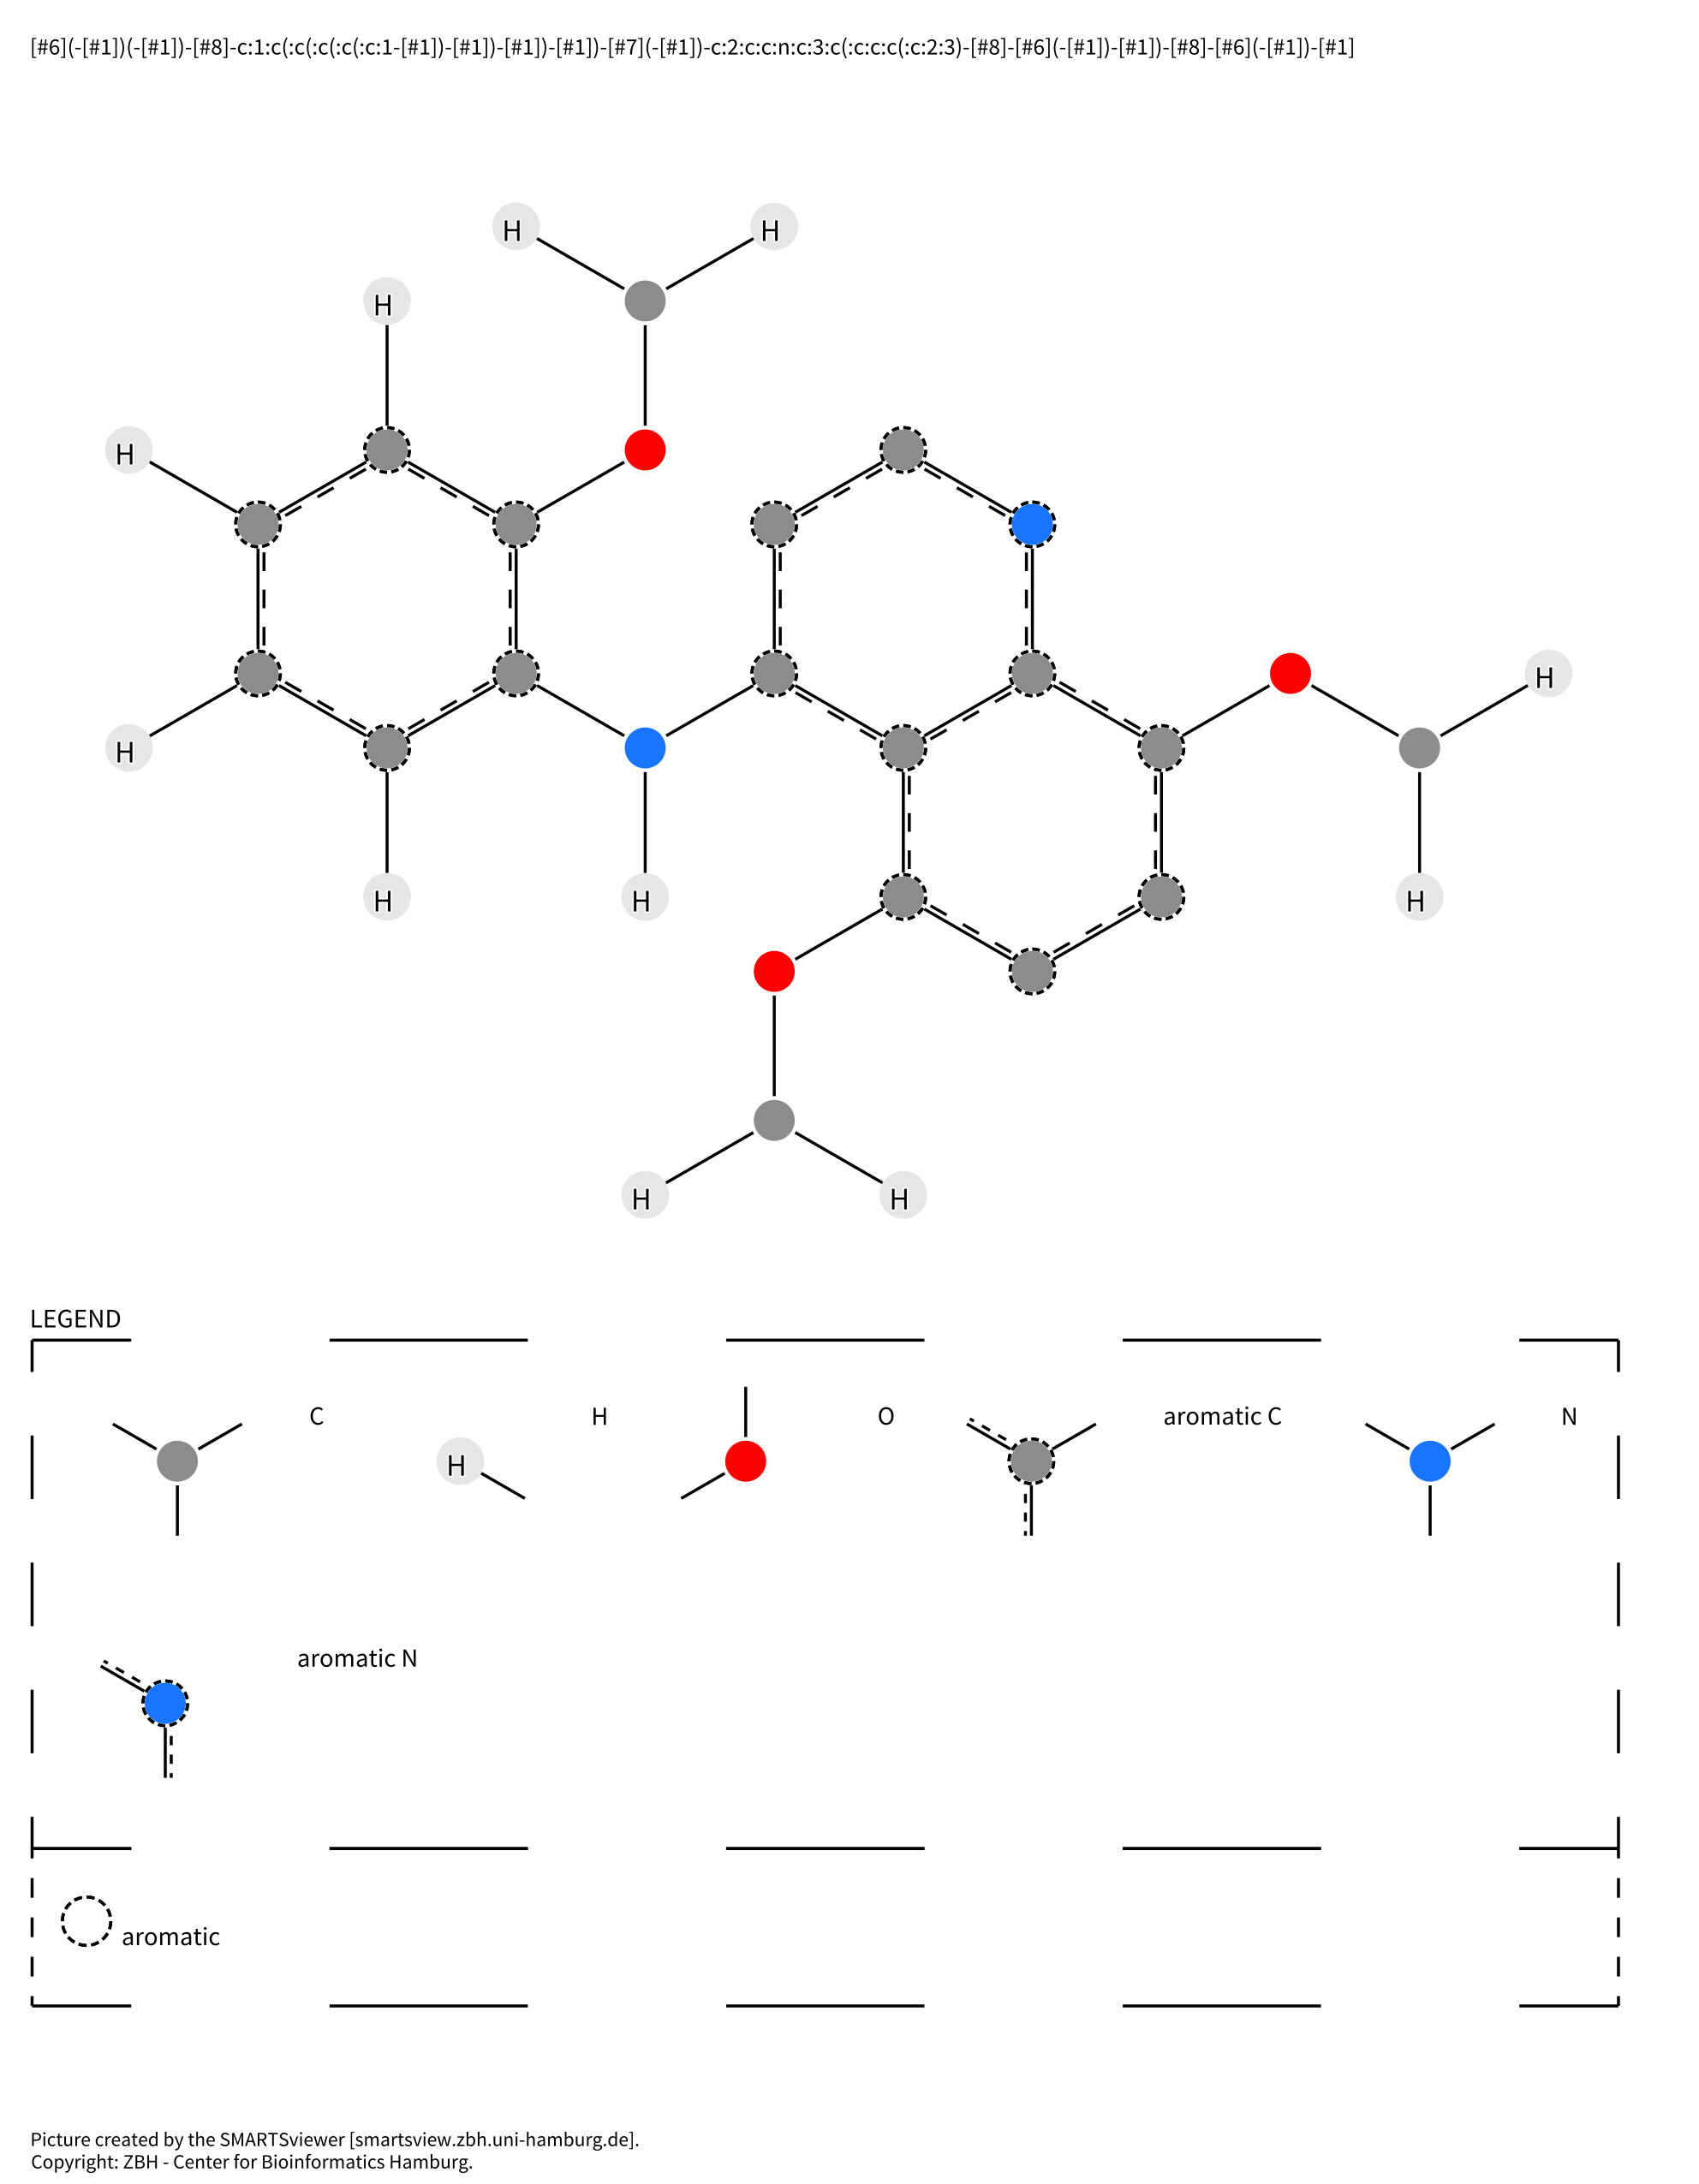 [#6](-[#1])(-[#1])-[#8]-c:1:c(:c(:c(:c(:c:1-[#1])-[#1])-[#1])-[#1])-[#7](-[#1])-c:2:c:c:n:c:3:c(:c:c:c(:c:2:3)-[#8]-[#6](-[#1])-[#1])-[#8]-[#6](-[#1])-[#1]
H H
H
H
H
H
H
H H
H
H H
LEGEND
C H O aromatic C N
H
aromatic N
aromatic
Picture created by the SMARTSviewer [smartsview.zbh.uni-hamburg.de].
Copyright: ZBH - Center for Bioinformatics Hamburg.